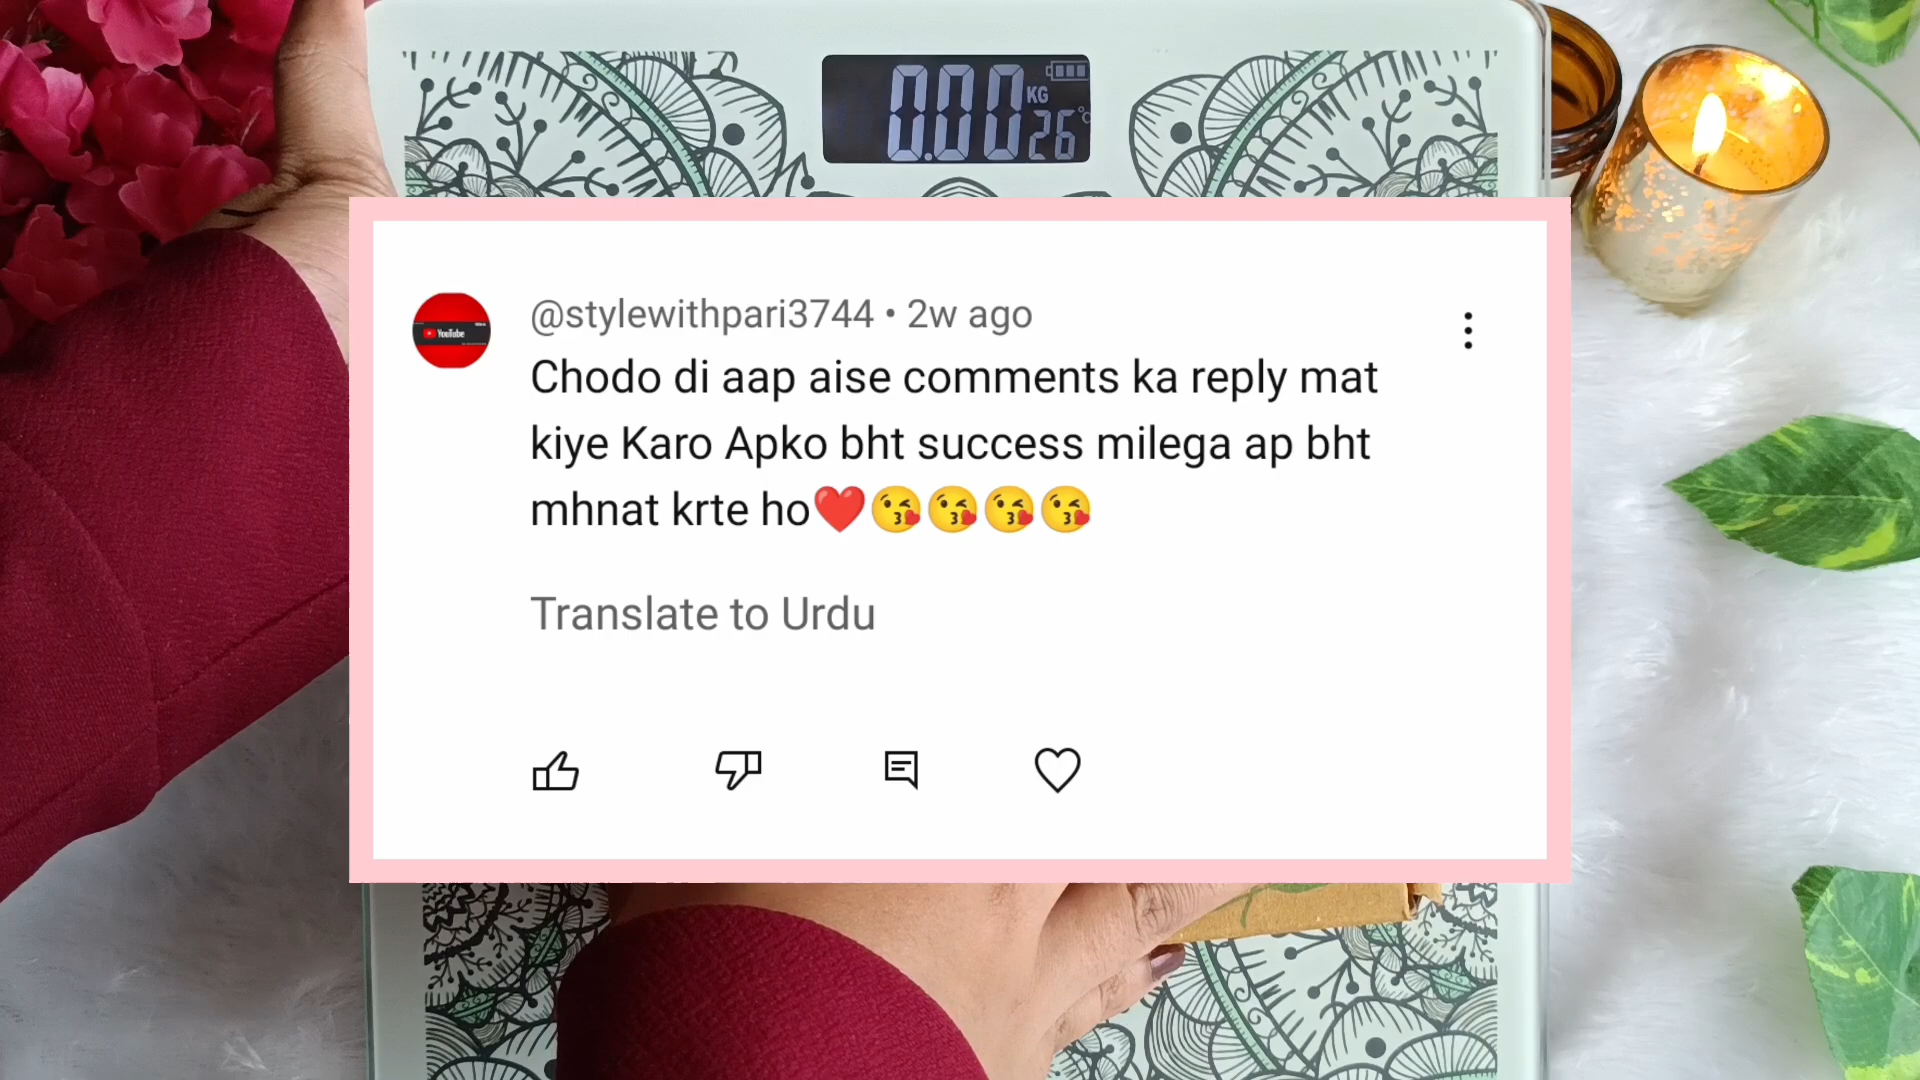 0.00 KG
26°C
YouTube
@stylewithpari3744 • 2w ago
Chodo di aap aise comments ka reply mat
kiye Karo Apko bht success milega ap bht
mhnat krte ho❤️😘😘😘😘
Translate to Urdu